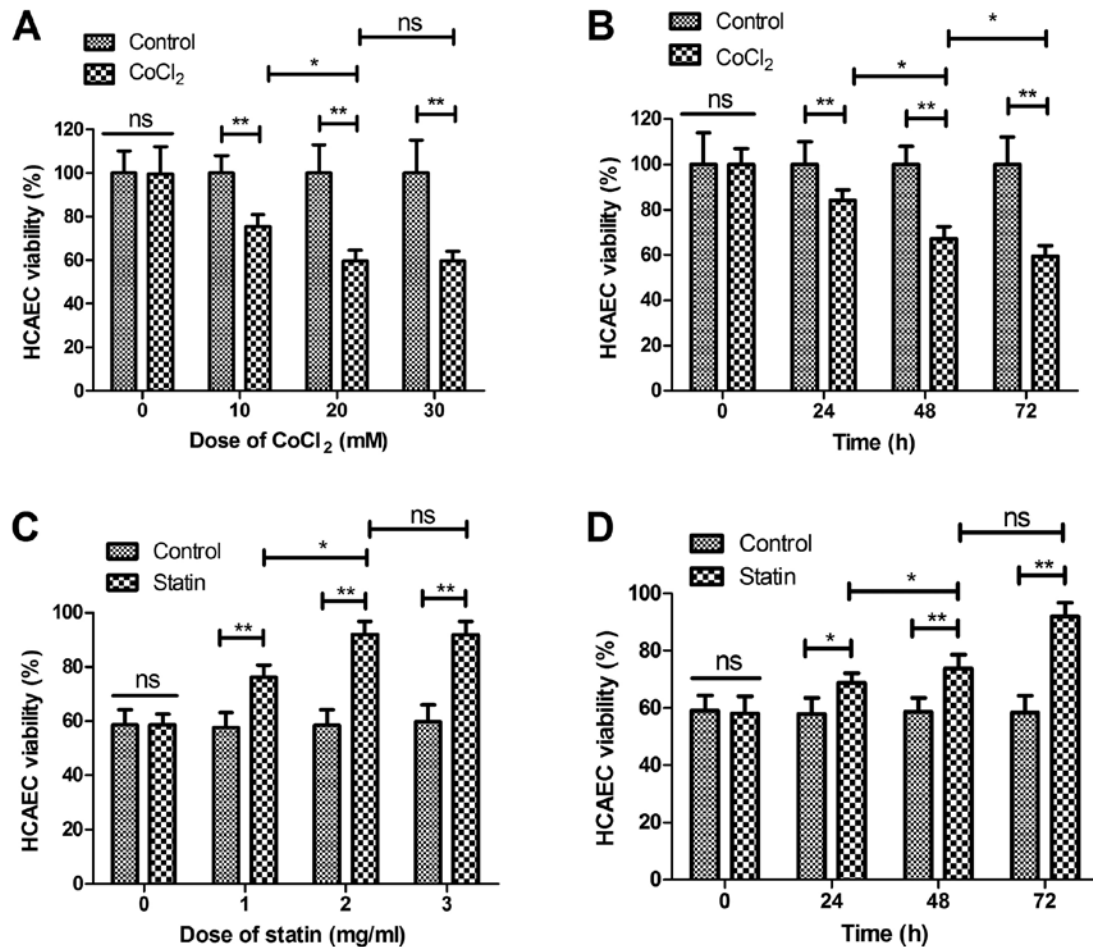 A
Control
CoCl2
ns
*
ns
**
**
**
HCAEC viability (%)
120
100
80
60
40
20
0
0 10 20 30
Dose of CoCl2 (mM)
B
Control
CoCl2
ns
*
*
**
**
**
HCAEC viability (%)
120
100
80
60
40
20
0
0 24 48 72
Time (h)
C
Control
Statin
ns
*
ns
**
**
**
HCAEC viability (%)
100
80
60
40
20
0
0 1 2 3
Dose of statin (mg/ml)
D
Control
Statin
ns
*
ns
*
**
**
HCAEC viability (%)
100
80
60
40
20
0
0 24 48 72
Time (h)